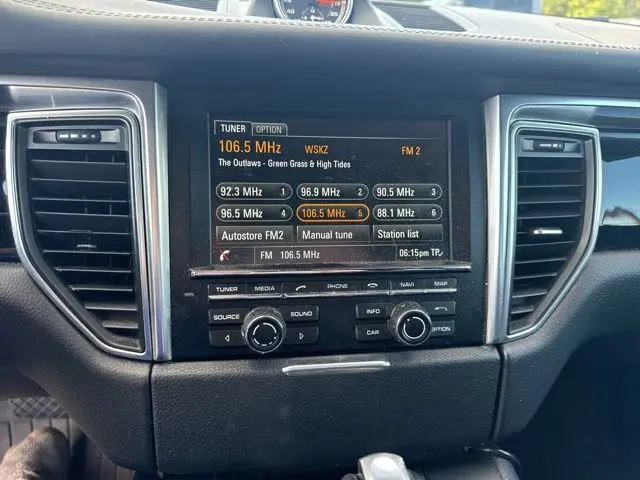 TUNER OPTION
106.5 MHz WSKZ FM 2
The Outlaws - Green Grass & High Tides
92.3 MHz 1 96.9 MHz 2 90.5 MHz 3
96.5 MHz 4 106.5 MHz 5 88.1 MHz 6
Autostore FM2 Manual tune Station list
FM 106.5 MHz 06:15pm TP
TUNER MEDIA PHONE NAVI MAP
SOURCE SOUND INFO
CAR OPTION